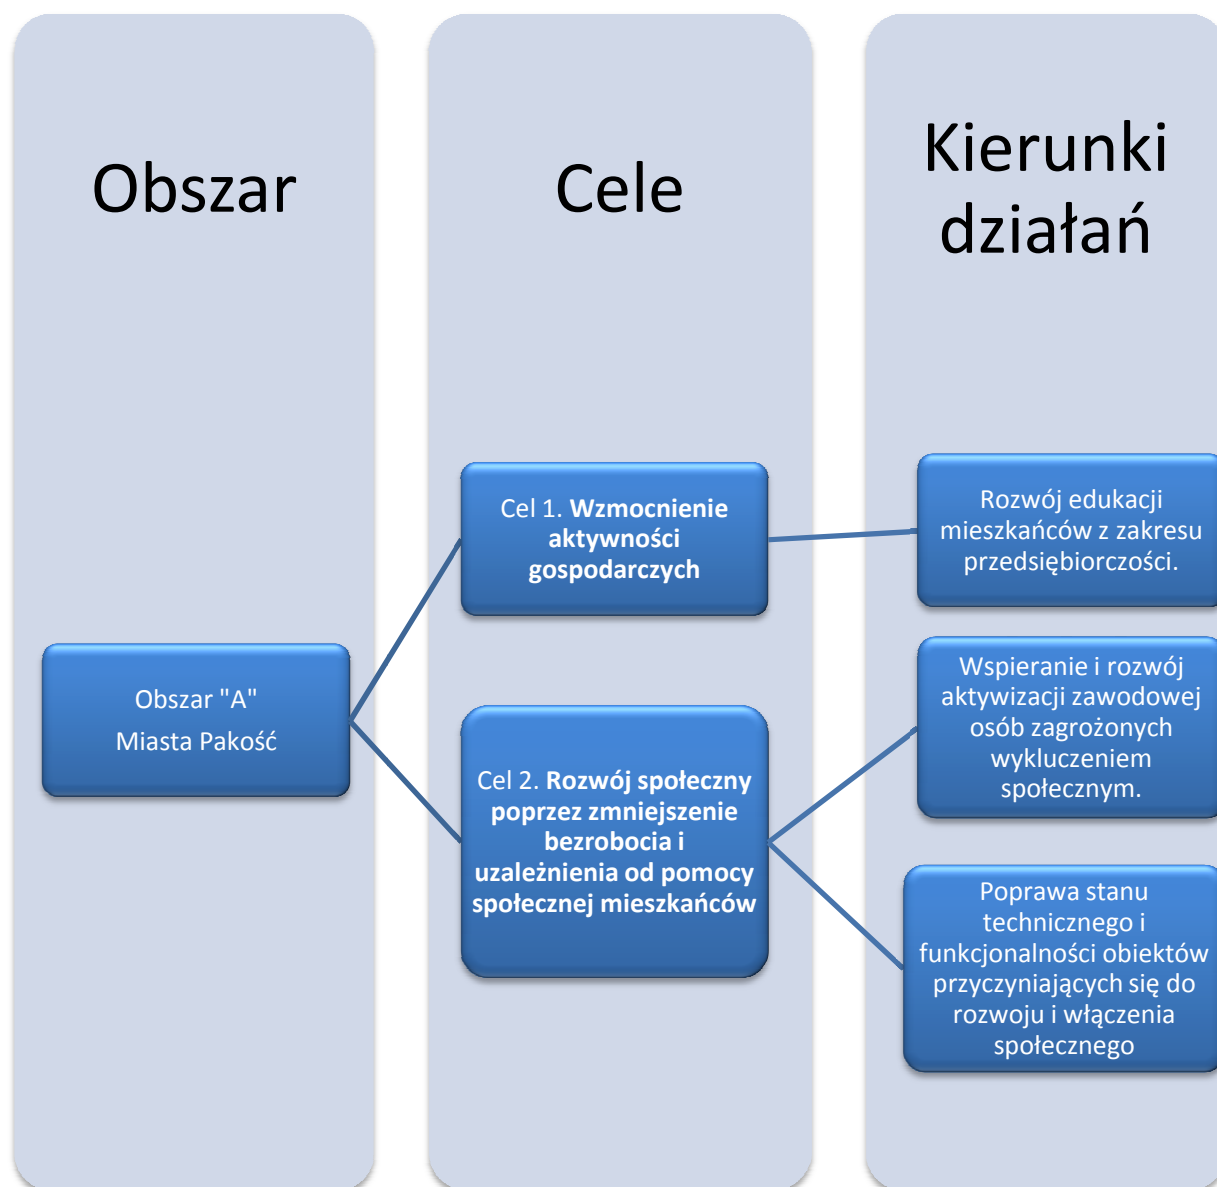 Obszar
Cele
Kierunki
działań
Obszar "A"
Miasta Pakość
Cel 1. Wzmocnienie
aktywności
gospodarczych
Cel 2. Rozwój społeczny
poprzez zmniejszenie
bezrobocia i
uzależnienia od pomocy
społecznej mieszkańców
Rozwój edukacji
mieszkańców z zakresu
przedsiębiorczości.
Wspieranie i rozwój
aktywizacji zawodowej
osób zagrożonych
wykluczeniem
społecznym.
Poprawa stanu
technicznego i
funkcjonalności obiektów
przyczyniających się do
rozwoju i włączenia
społecznego